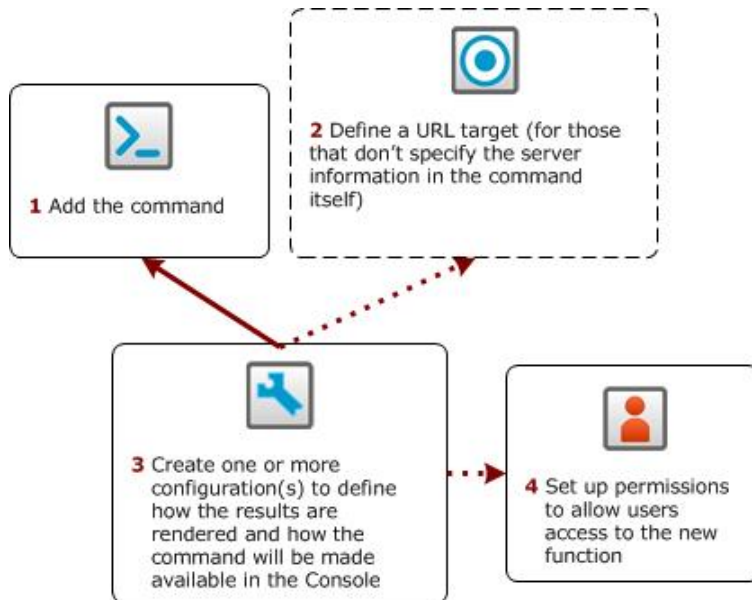 1 Add the command
2 Define a URL target (for those
that don't specify the server
information in the command
itself)
3 Create one or more
configuration(s) to define
how the results are
rendered and how the
command will be made
available in the Console
4 Set up permissions
to allow users
access to the new
function